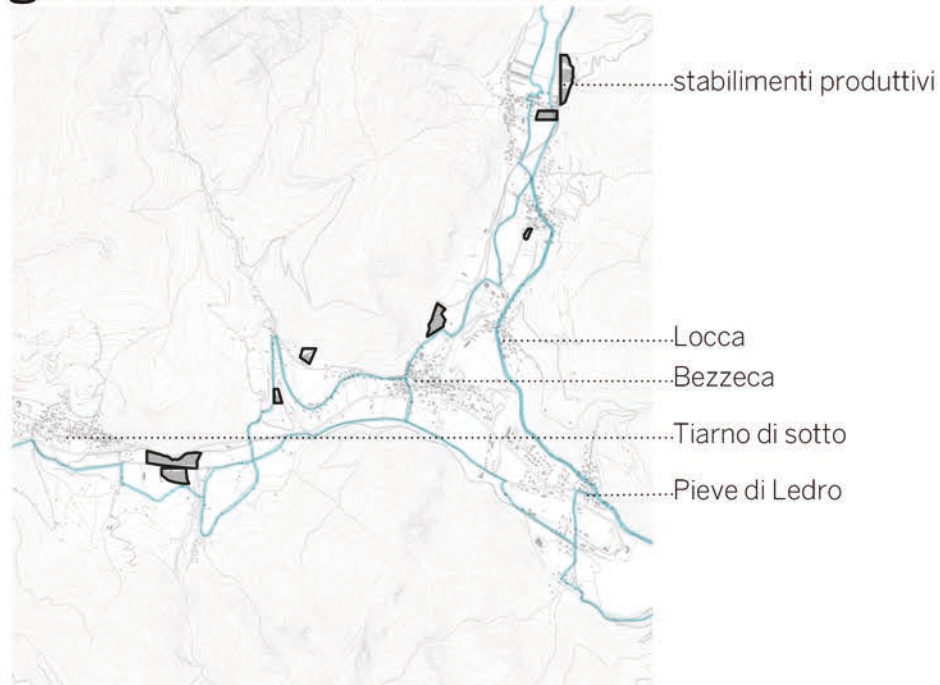 stabilimenti produttivi
Locca
Bezzeca
Tiarno di sotto
Pieve di Ledro